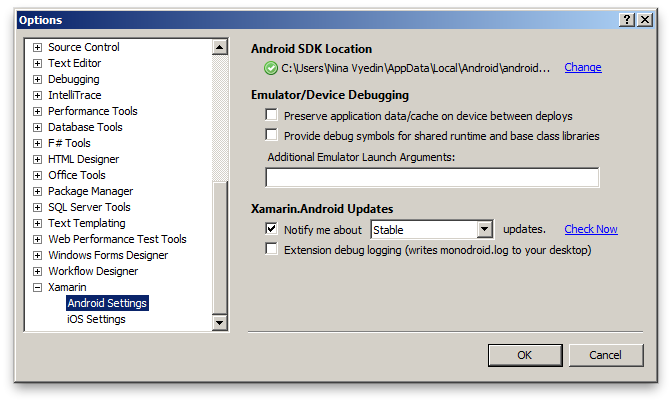 Options
Source Control
Text Editor
Debugging
IntelliTrace
Performance Tools
Database Tools
F# Tools
HTML Designer
Office Tools
Package Manager
SQL Server Tools
Text Templating
Web Performance Test Tools
Windows Forms Designer
Workflow Designer
Xamarin
Android Settings
iOS Settings
Android SDK Location
C:\Users\Nina Vyedin\AppData\Local\Android\android... Change
Emulator/Device Debugging
Preserve application data/cache on device between deploys
Provide debug symbols for shared runtime and base class libraries
Additional Emulator Launch Arguments:
Xamarin.Android Updates
Notify me about Stable updates. Check Now
Extension debug logging (writes monodroid.log to your desktop)
OK Cancel